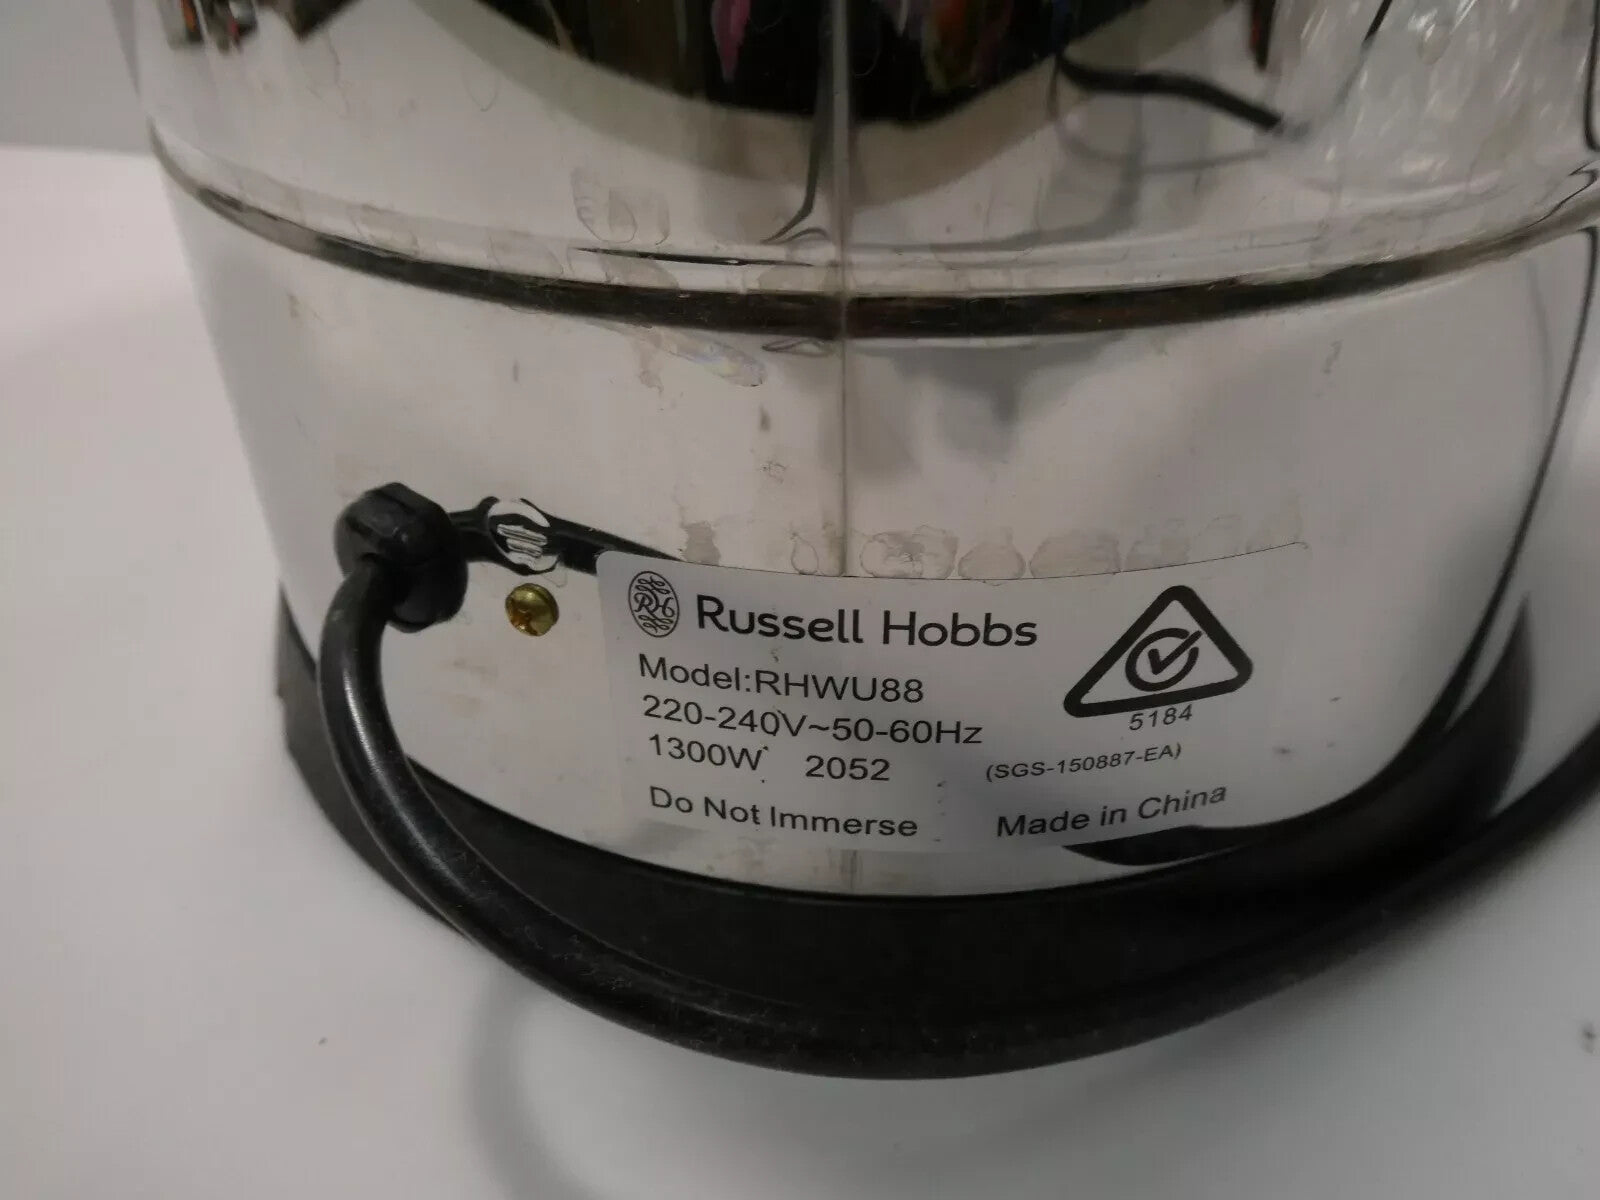 RH Russell Hobbs
Model:RHWU88
220-240V~50-60Hz
5184
1300W 2052
(SGS-150887-EA)
Do Not Immerse
Made in China